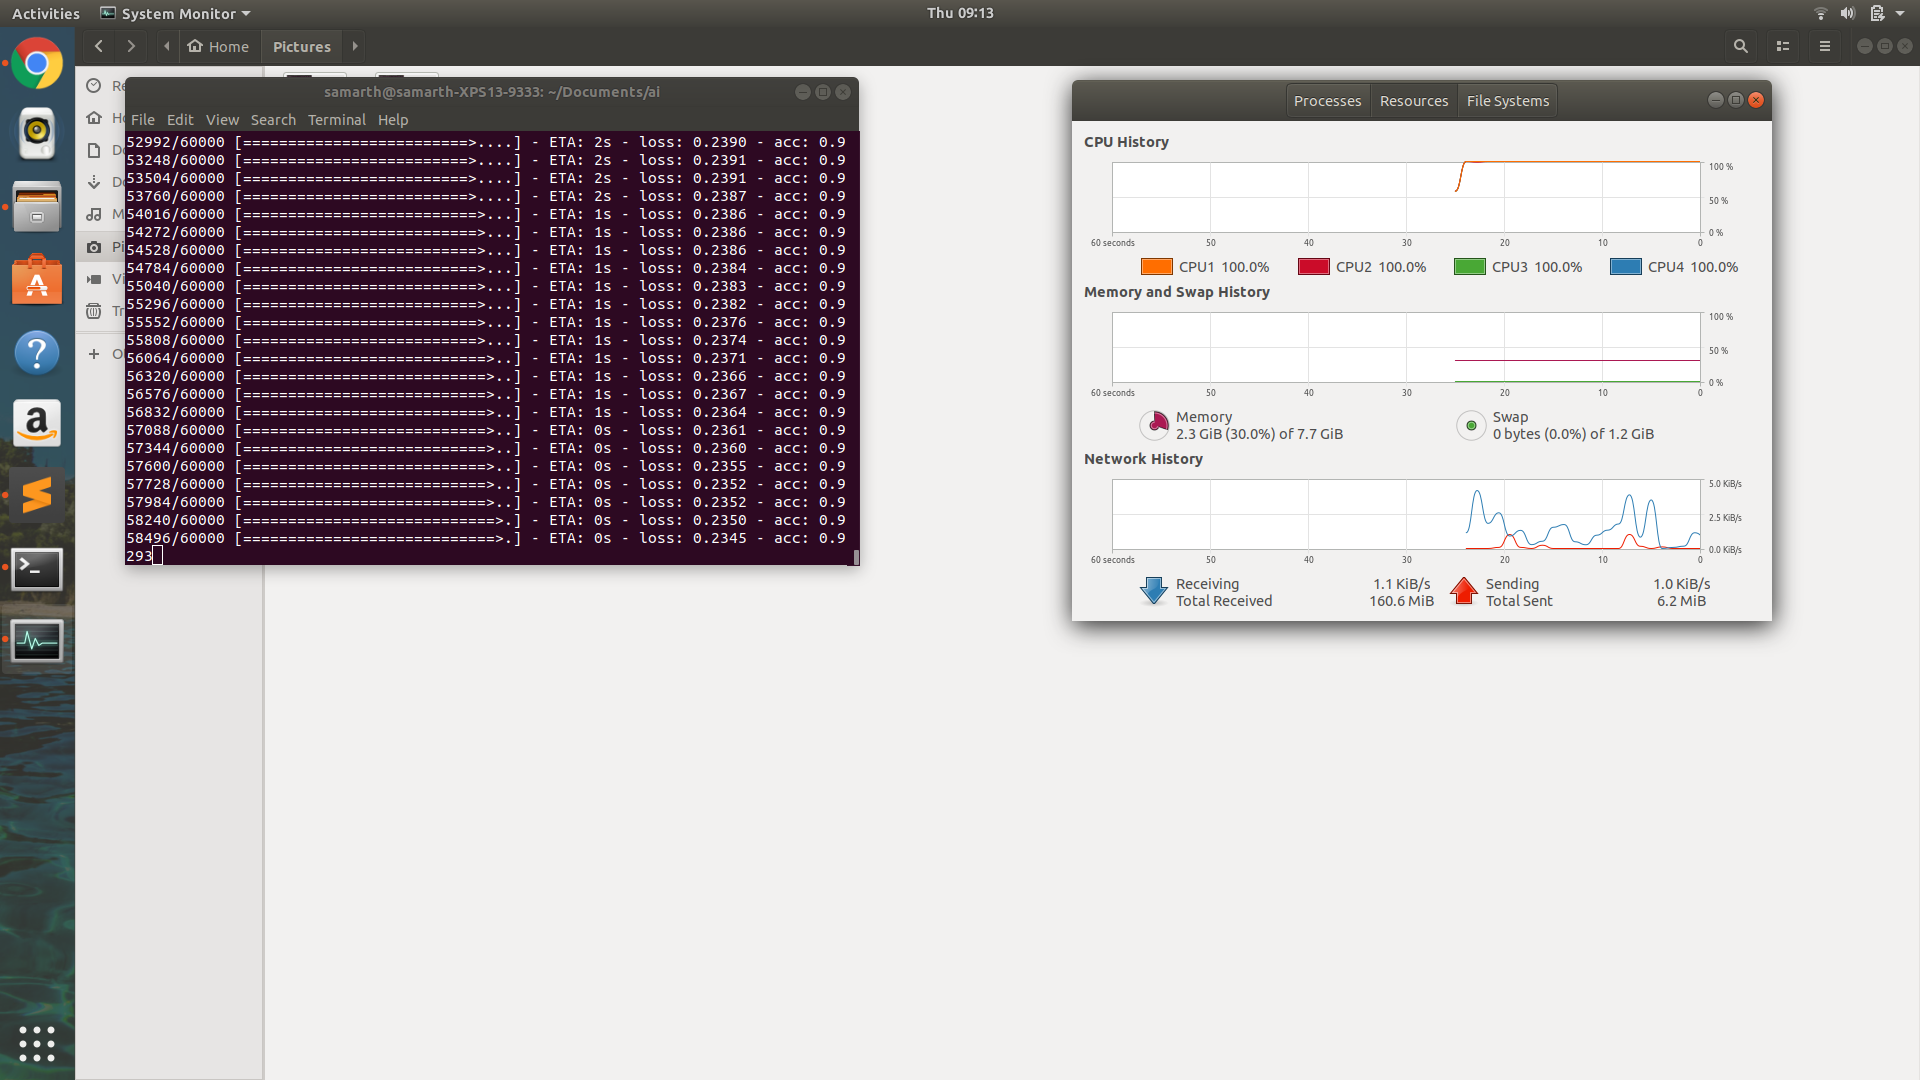 Activities System Monitor Thu 09:13
Home Pictures
samarth@samarth-XPS13-9333: ~/Documents/ai
File Edit View Search Terminal Help
52992/60000 [=========================>....] - ETA: 2s - loss: 0.2390 - acc: 0.9
53248/60000 [=========================>....] - ETA: 2s - loss: 0.2391 - acc: 0.9
53504/60000 [=========================>....] - ETA: 2s - loss: 0.2391 - acc: 0.9
53760/60000 [=========================>....] - ETA: 2s - loss: 0.2387 - acc: 0.9
54016/60000 [==========================>...] - ETA: 1s - loss: 0.2386 - acc: 0.9
54272/60000 [==========================>...] - ETA: 1s - loss: 0.2386 - acc: 0.9
54528/60000 [==========================>...] - ETA: 1s - loss: 0.2386 - acc: 0.9
54784/60000 [==========================>...] - ETA: 1s - loss: 0.2384 - acc: 0.9
55040/60000 [==========================>...] - ETA: 1s - loss: 0.2383 - acc: 0.9
55296/60000 [==========================>...] - ETA: 1s - loss: 0.2382 - acc: 0.9
55552/60000 [==========================>...] - ETA: 1s - loss: 0.2376 - acc: 0.9
55808/60000 [==========================>...] - ETA: 1s - loss: 0.2374 - acc: 0.9
56064/60000 [===========================>..] - ETA: 1s - loss: 0.2371 - acc: 0.9
56320/60000 [===========================>..] - ETA: 1s - loss: 0.2366 - acc: 0.9
56576/60000 [===========================>..] - ETA: 1s - loss: 0.2367 - acc: 0.9
56832/60000 [===========================>..] - ETA: 1s - loss: 0.2364 - acc: 0.9
57088/60000 [===========================>..] - ETA: 0s - loss: 0.2361 - acc: 0.9
57344/60000 [===========================>..] - ETA: 0s - loss: 0.2360 - acc: 0.9
57600/60000 [===========================>..] - ETA: 0s - loss: 0.2355 - acc: 0.9
57728/60000 [===========================>..] - ETA: 0s - loss: 0.2352 - acc: 0.9
57984/60000 [===========================>..] - ETA: 0s - loss: 0.2352 - acc: 0.9
58240/60000 [============================>.] - ETA: 0s - loss: 0.2350 - acc: 0.9
58496/60000 [============================>.] - ETA: 0s - loss: 0.2345 - acc: 0.9
293
Processes Resources File Systems
CPU History
100 %
50 %
0 %
60 seconds 50 40 30 20 10 0
CPU1 100.0% CPU2 100.0% CPU3 100.0% CPU4 100.0%
Memory and Swap History
100 %
50 %
0 %
60 seconds 50 40 30 20 10 0
Memory
2.3 GiB (30.0%) of 7.7 GiB
Swap
0 bytes (0.0%) of 1.2 GiB
Network History
5.0 KiB/s
2.5 KiB/s
0.0 KiB/s
60 seconds 50 40 30 20 10 0
Receiving 1.1 KiB/s
Total Received 160.6 MiB
Sending 1.0 KiB/s
Total Sent 6.2 MiB